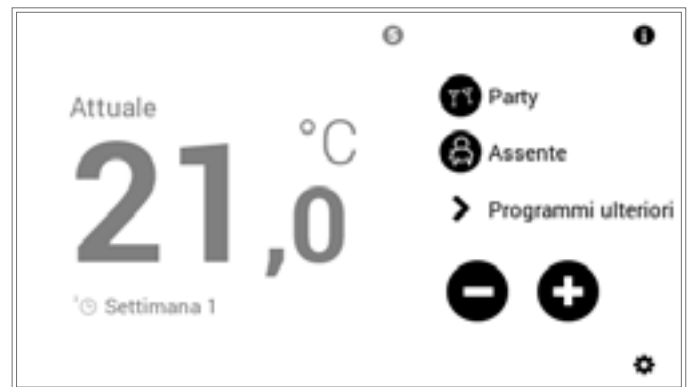 Attuale
21,0 °C
Settimana 1
Party
Assente
Programmi ulteriori